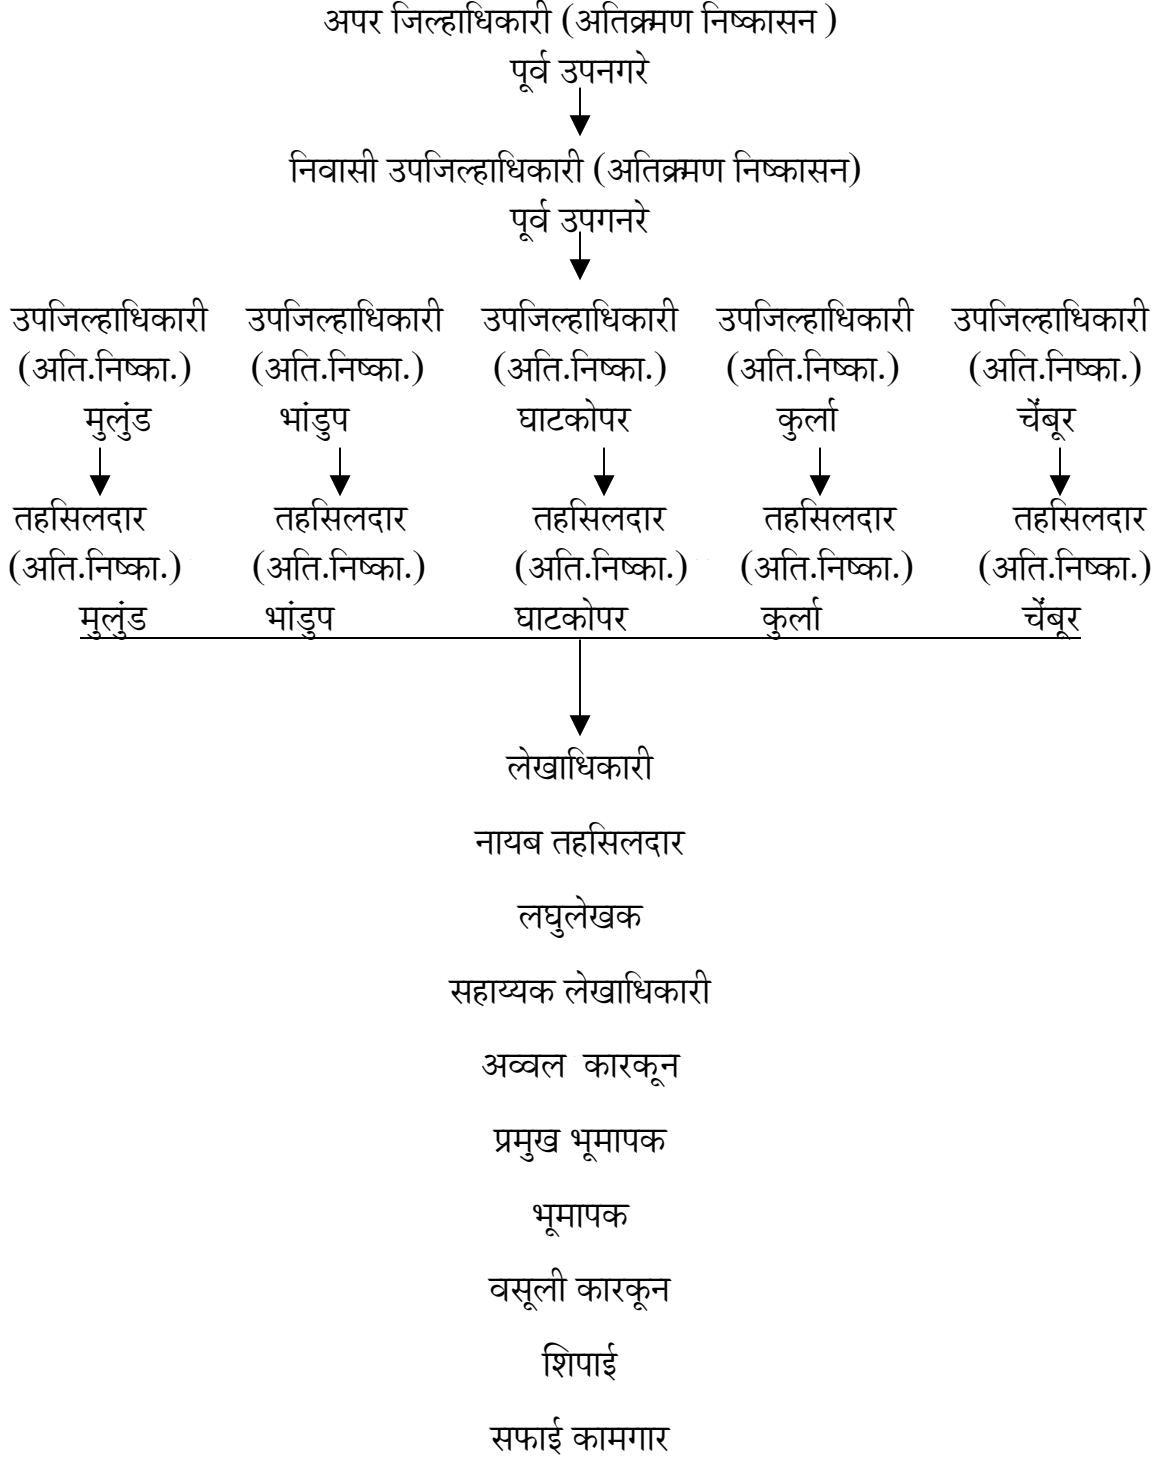 अपर जिल्हाधिकारी (अतिक्रमण निष्कासन )
पूर्व उपनगरे
निवासी उपजिल्हाधिकारी (अतिक्रमण निष्कासन)
पूर्व उपगनरे
उपजिल्हाधिकारी उपजिल्हाधिकारी उपजिल्हाधिकारी उपजिल्हाधिकारी उपजिल्हाधिकारी
(अति.निष्का.) (अति.निष्का.) (अति.निष्का.) (अति.निष्का.) (अति.निष्का.)
मुलुंड भांडुप घाटकोपर कुर्ला चेंबूर
तहसिलदार तहसिलदार तहसिलदार तहसिलदार तहसिलदार
(अति.निष्का.) (अति.निष्का.) (अति.निष्का.) (अति.निष्का.) (अति.निष्का.)
मुलुंड भांडुप घाटकोपर कुर्ला चेंबूर
लेखाधिकारी
नायब तहसिलदार
लघुलेखक
सहाय्यक लेखाधिकारी
अव्वल कारकून
प्रमुख भूमापक
भूमापक
वसूली कारकून
शिपाई
सफाई कामगार